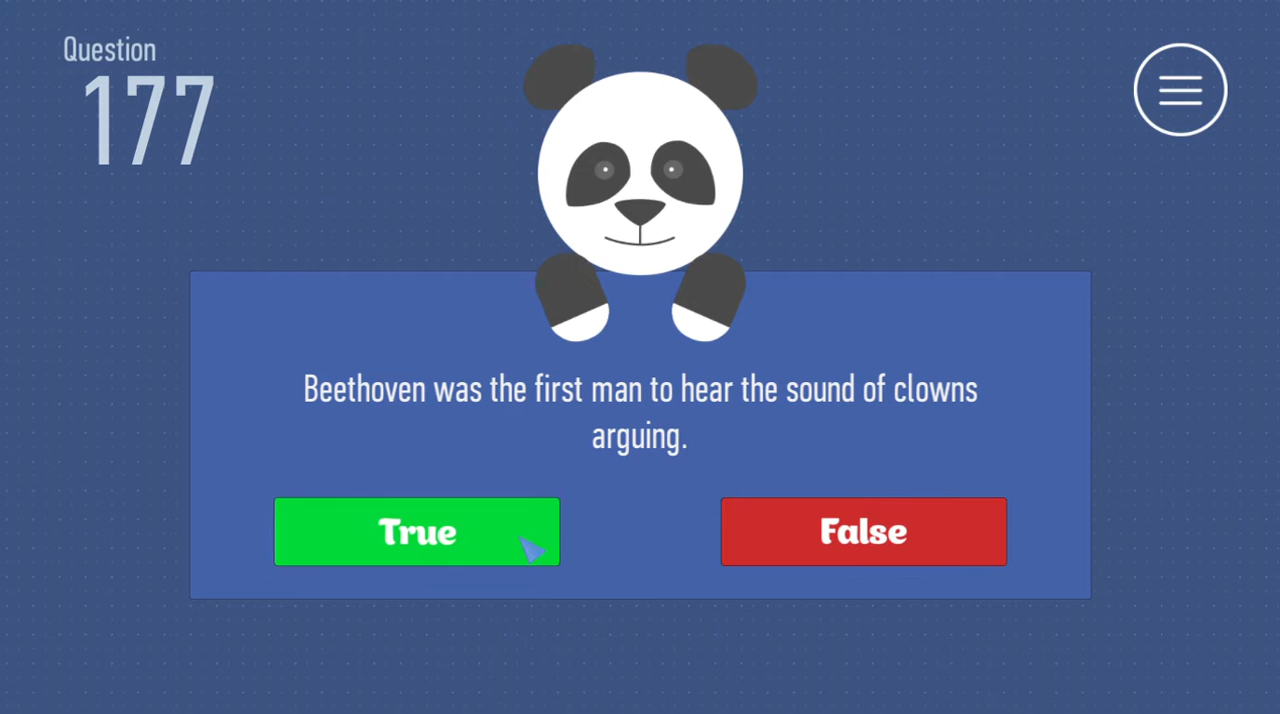 Question
177
Beethoven was the first man to hear the sound of clowns
arguing.
True
False